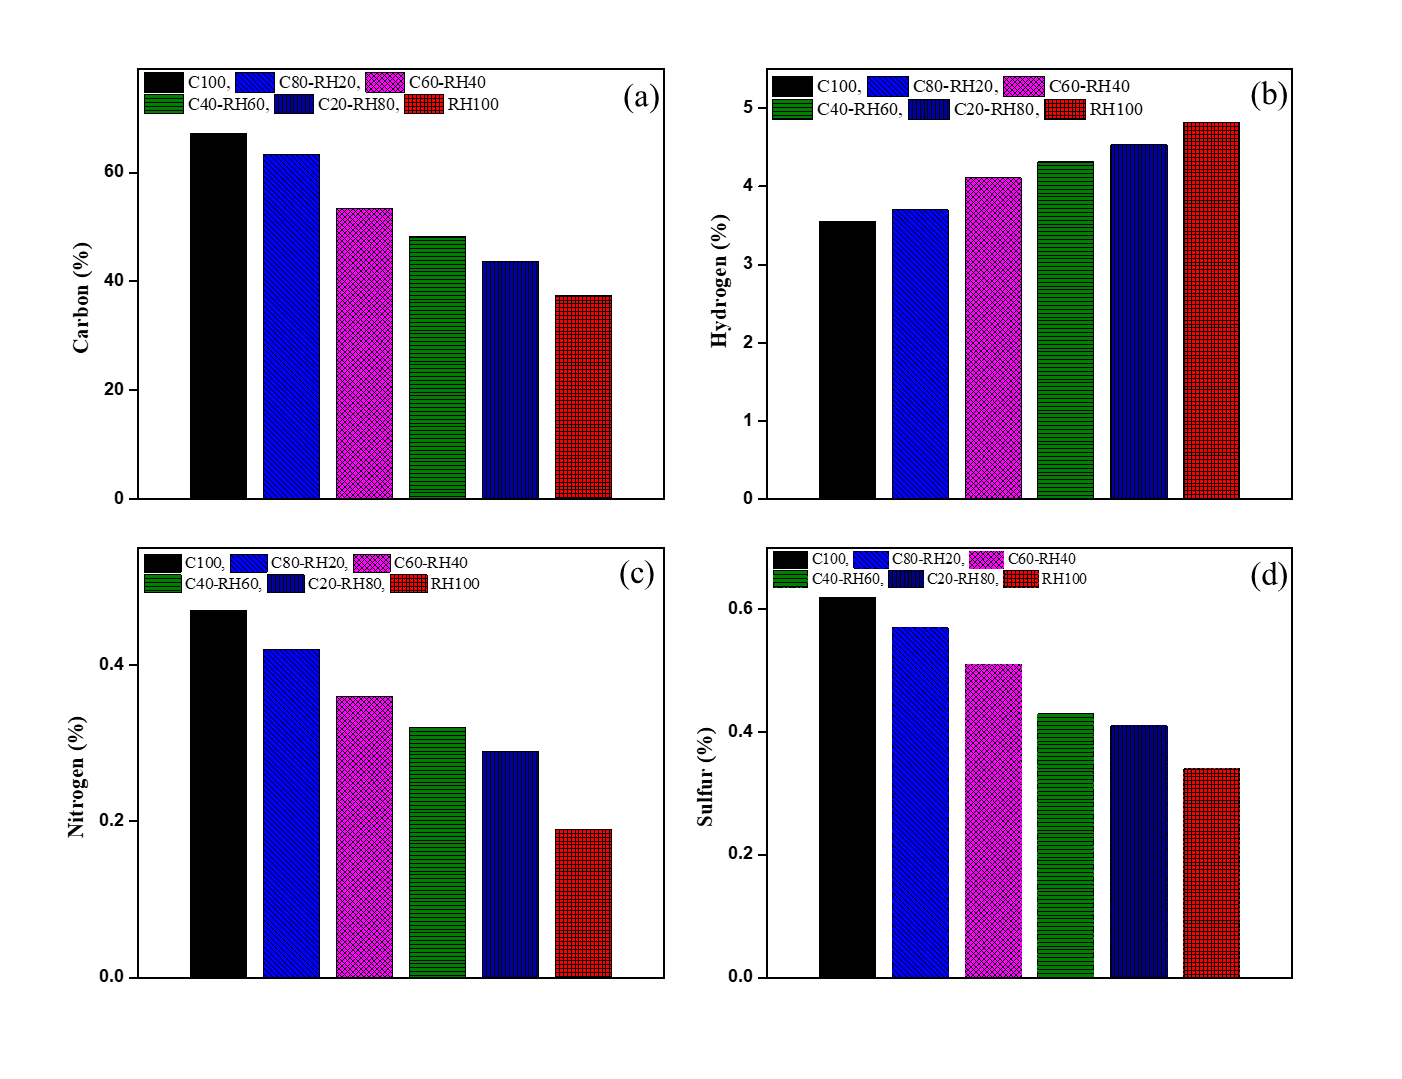 C100, C80-RH20, C60-RH40
C40-RH60, C20-RH80, RH100
(a)
60
40
20
0
Carbon (%)
C100, C80-RH20, C60-RH40
C40-RH60, C20-RH80, RH100
(b)
5
4
3
2
1
0
Hydrogen (%)
C100, C80-RH20, C60-RH40
C40-RH60, C20-RH80, RH100
(c)
0.4
0.2
0.0
Nitrogen (%)
C100, C80-RH20, C60-RH40
C40-RH60, C20-RH80, RH100
(d)
0.6
0.4
0.2
0.0
Sulfur (%)